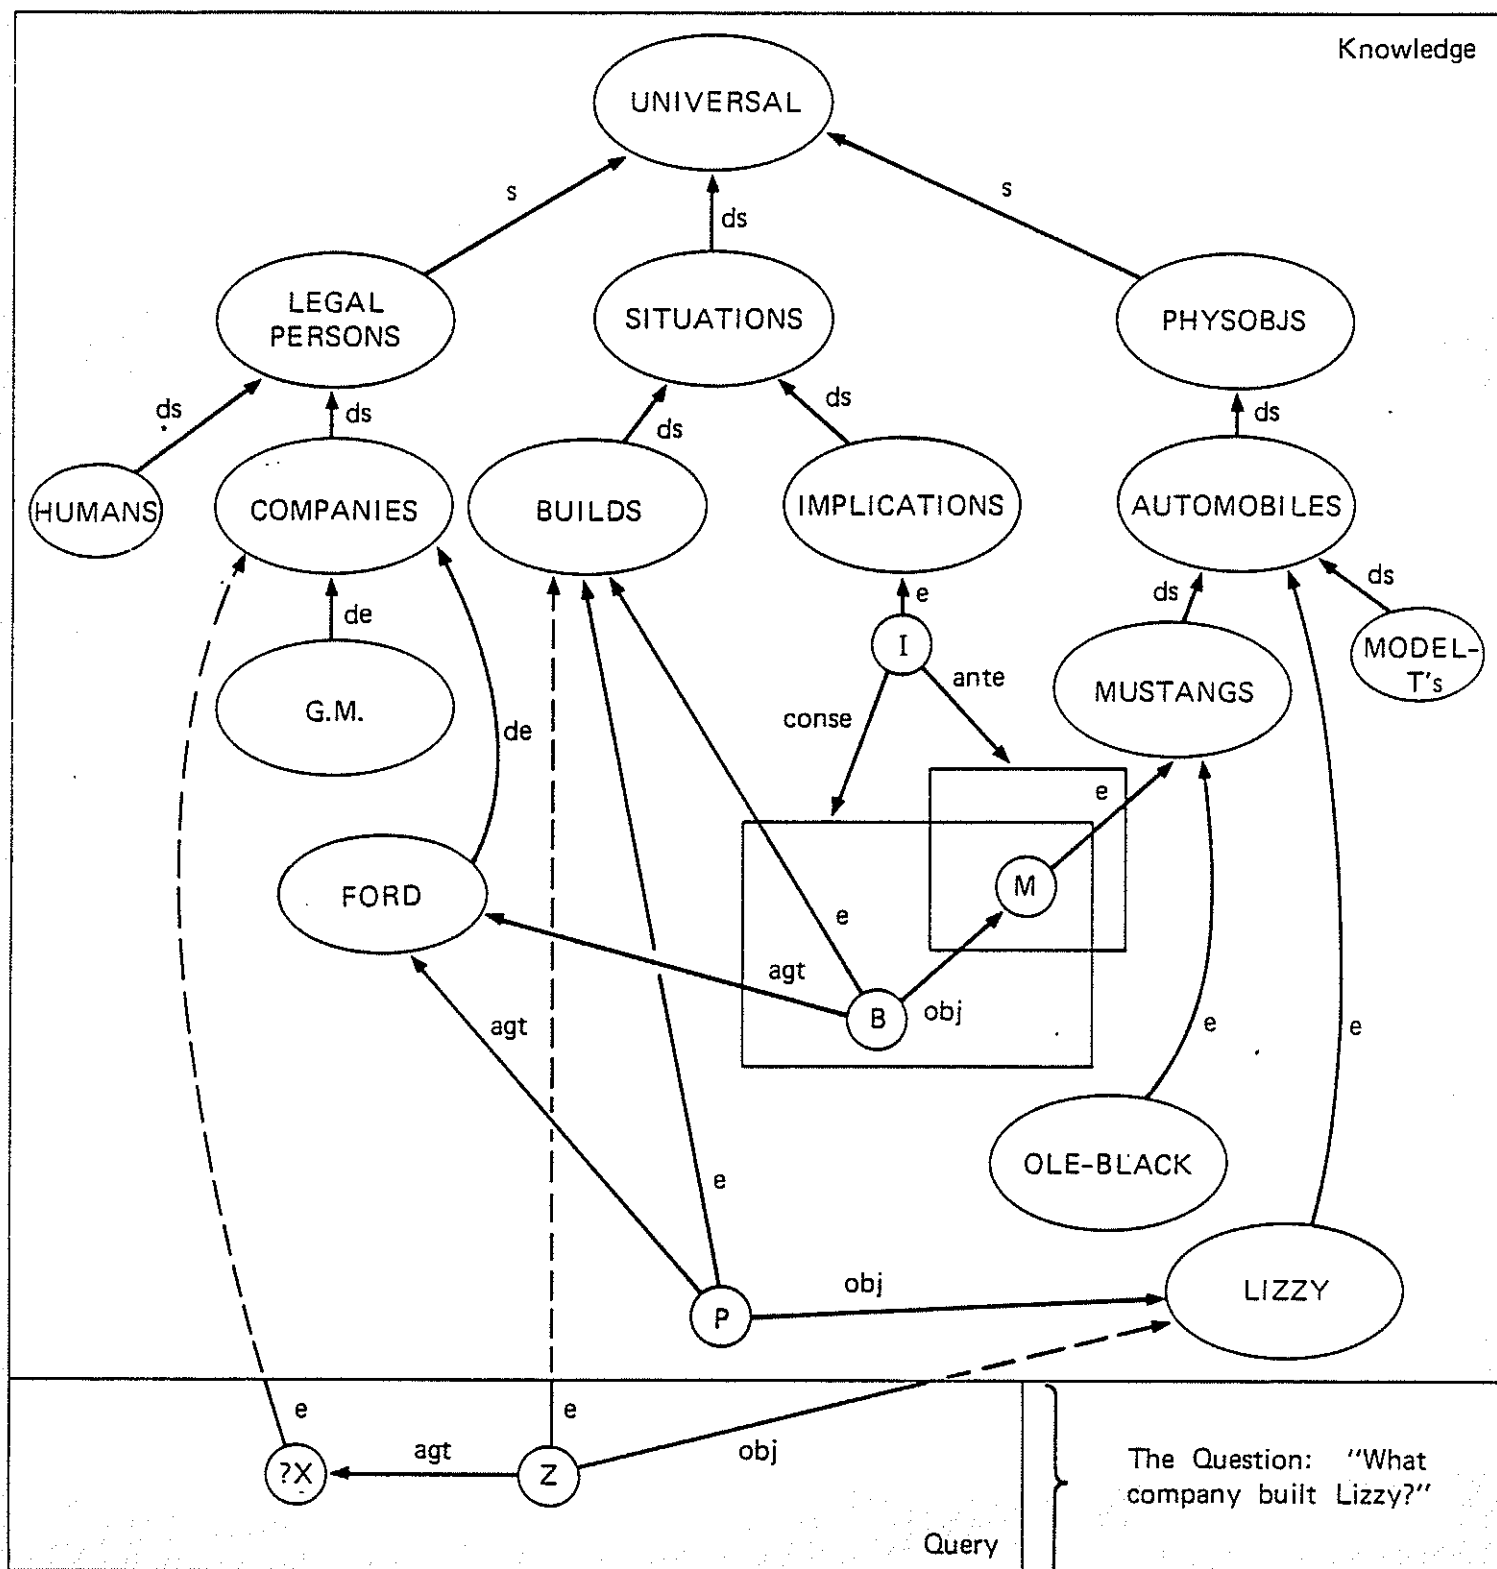 Knowledge
UNIVERSAL
s
ds
s
LEGAL
PERSONS
SITUATIONS
PHYSOBJS
ds
ds
ds
ds
ds
HUMANS
COMPANIES
BUILDS
IMPLICATIONS
AUTOMOBILES
de
e
ds
ds
I
MODEL-
T's
G.M.
ante
MUSTANGS
conse
de
e
M
FORD
e
agt
B
obj
agt
e
e
OLE-BLACK
e
LIZZY
obj
P
e
e
?X
agt
Z
obj
The Question: "What
company built Lizzy?"
Query